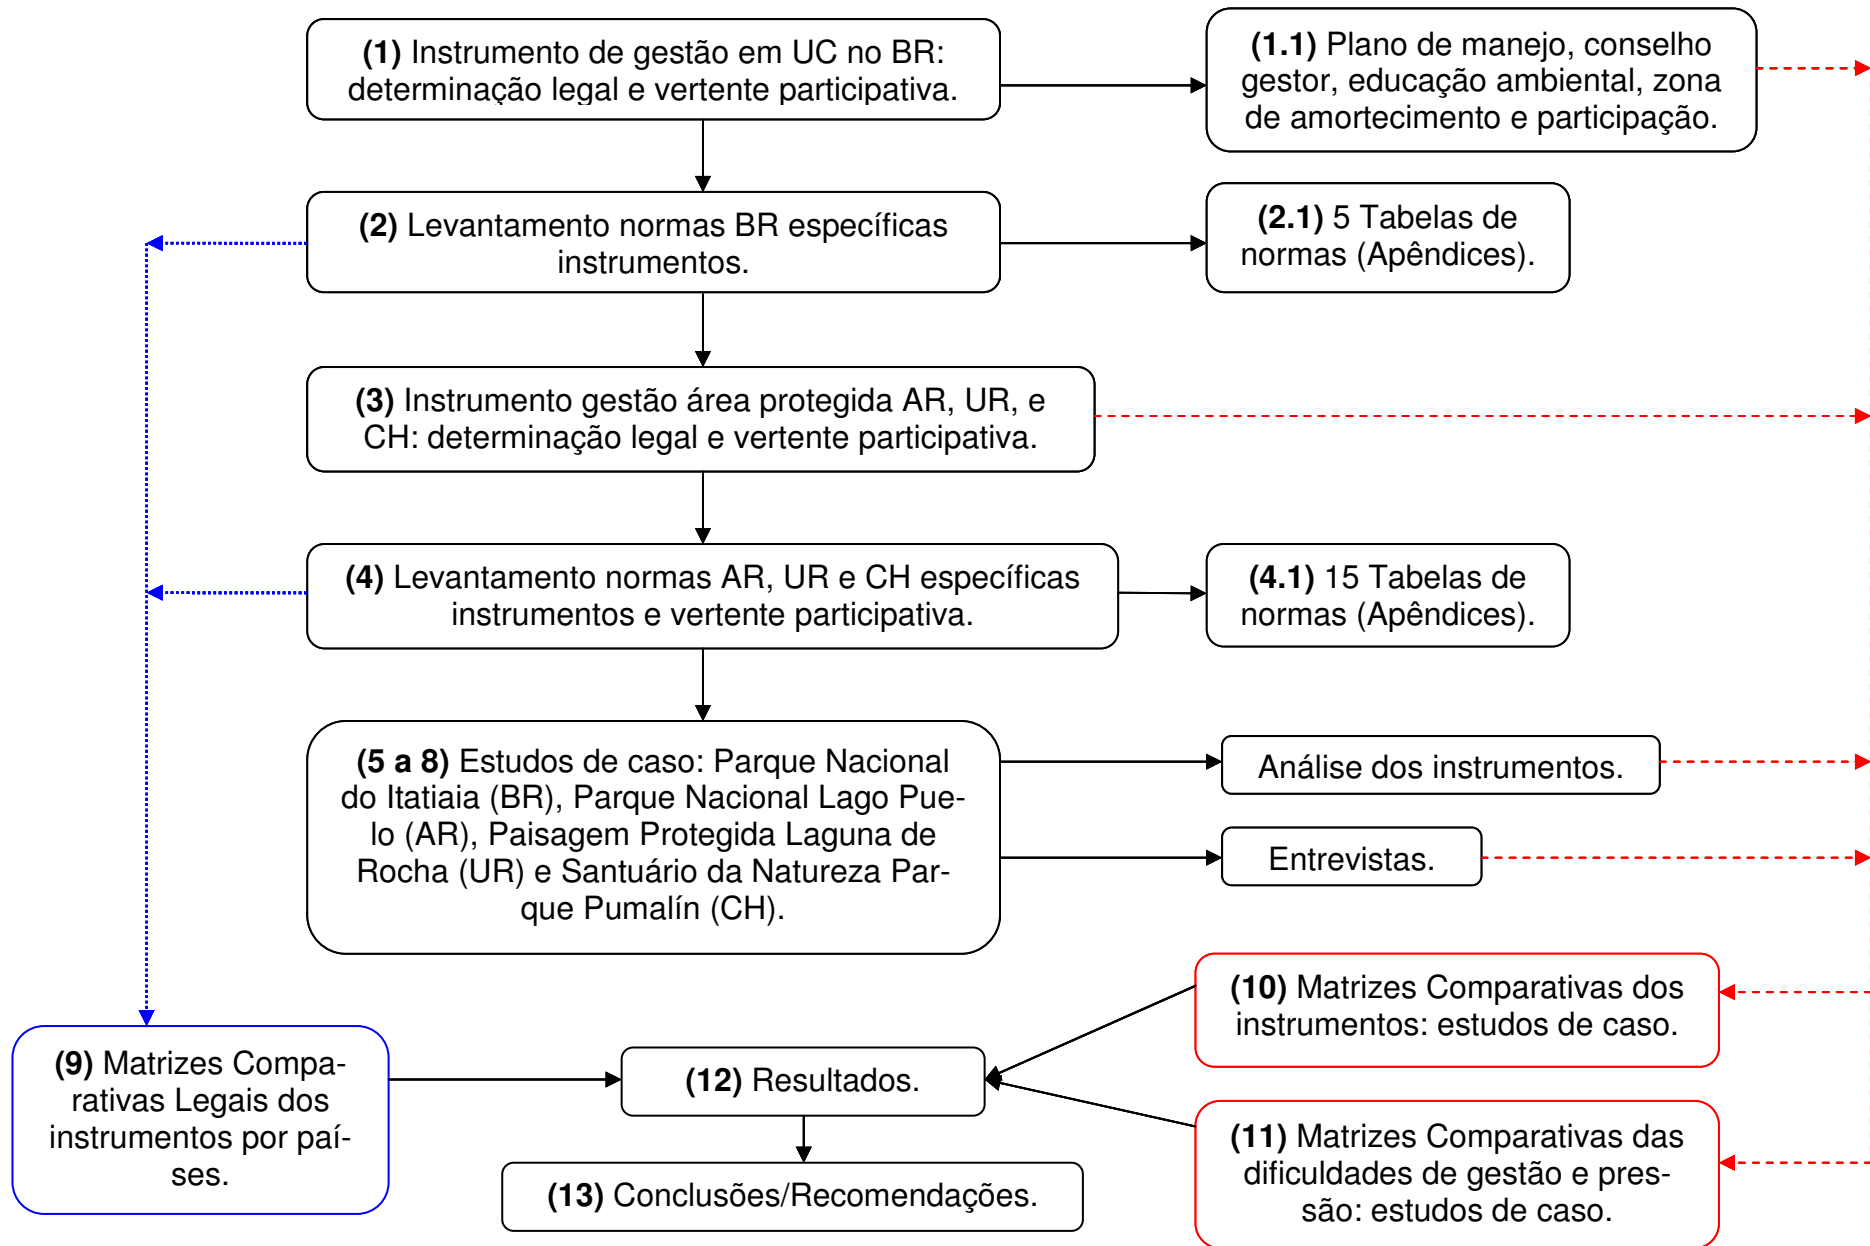 (1) Instrumento de gestão em UC no BR:
determinação legal e vertente participativa.
(1.1) Plano de manejo, conselho
gestor, educação ambiental, zona
de amortecimento e participação.
(2) Levantamento normas BR específicas
instrumentos.
(2.1) 5 Tabelas de
normas (Apêndices).
(3) Instrumento gestão área protegida AR, UR, e
CH: determinação legal e vertente participativa.
(4) Levantamento normas AR, UR e CH específicas
instrumentos e vertente participativa.
(4.1) 15 Tabelas de
normas (Apêndices).
(5 a 8) Estudos de caso: Parque Nacional
do Itatiaia (BR), Parque Nacional Lago Pue-
lo (AR), Paisagem Protegida Laguna de
Rocha (UR) e Santuário da Natureza Par-
que Pumalín (CH).
Análise dos instrumentos.
Entrevistas.
(10) Matrizes Comparativas dos
instrumentos: estudos de caso.
(9) Matrizes Compa-
rativas Legais dos
instrumentos por paí-
ses.
(12) Resultados.
(11) Matrizes Comparativas das
dificuldades de gestão e pres-
são: estudos de caso.
(13) Conclusões/Recomendações.